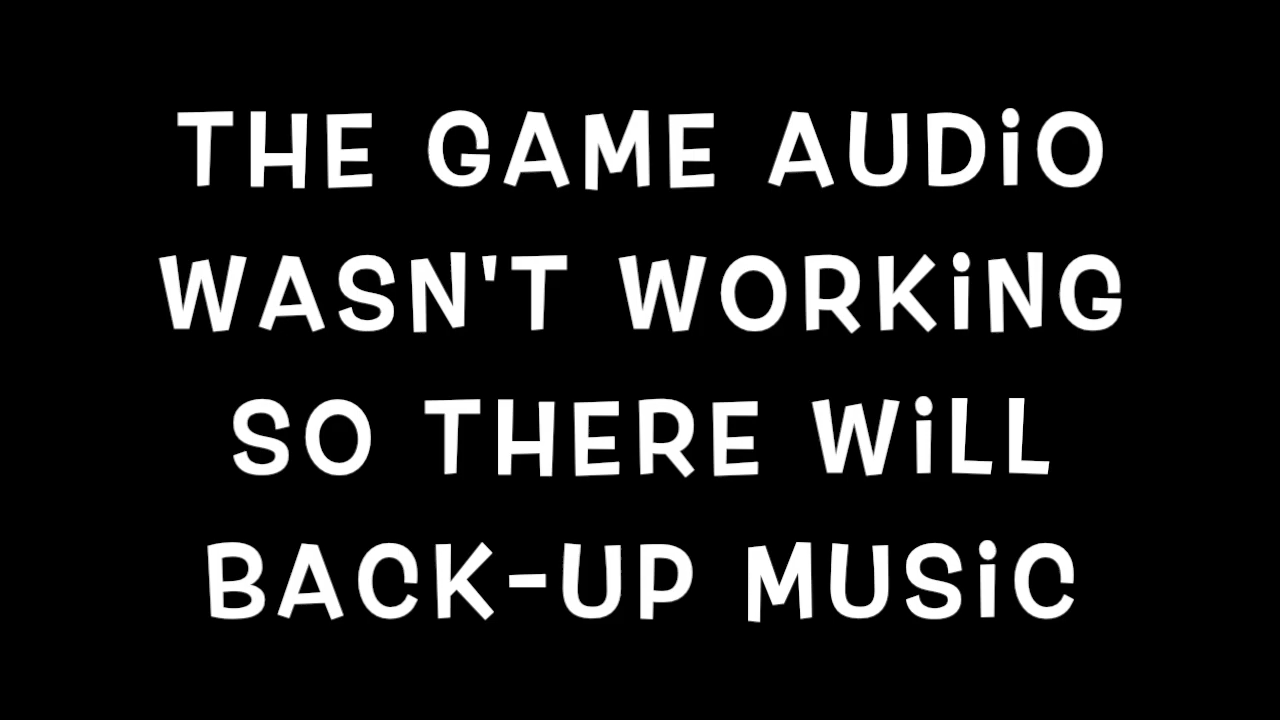 THE GAME AUDiO
WASN'T WORKiNG
SO THERE WiLL
BACK-UP MUSiC